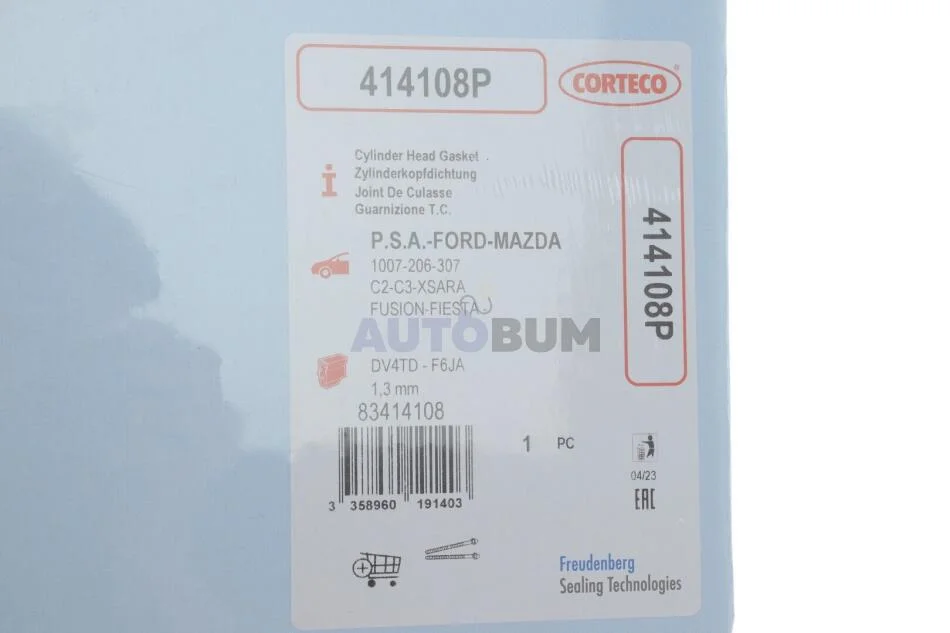 414108P
CORTECO®
Cylinder Head Gasket
Zylinderkopfdichtung
Joint De Culasse
Guarnizione T.C.
414108P
P.S.A.-FORD-MAZDA
1007-206-307
C2-C3-XSARA
FUSION-FIESTA
AUTOBUM
DV4TD - F6JA
1,3 mm
83414108
1 PC
3 358960 191403
04/23
EAC
Freudenberg
Sealing Technologies